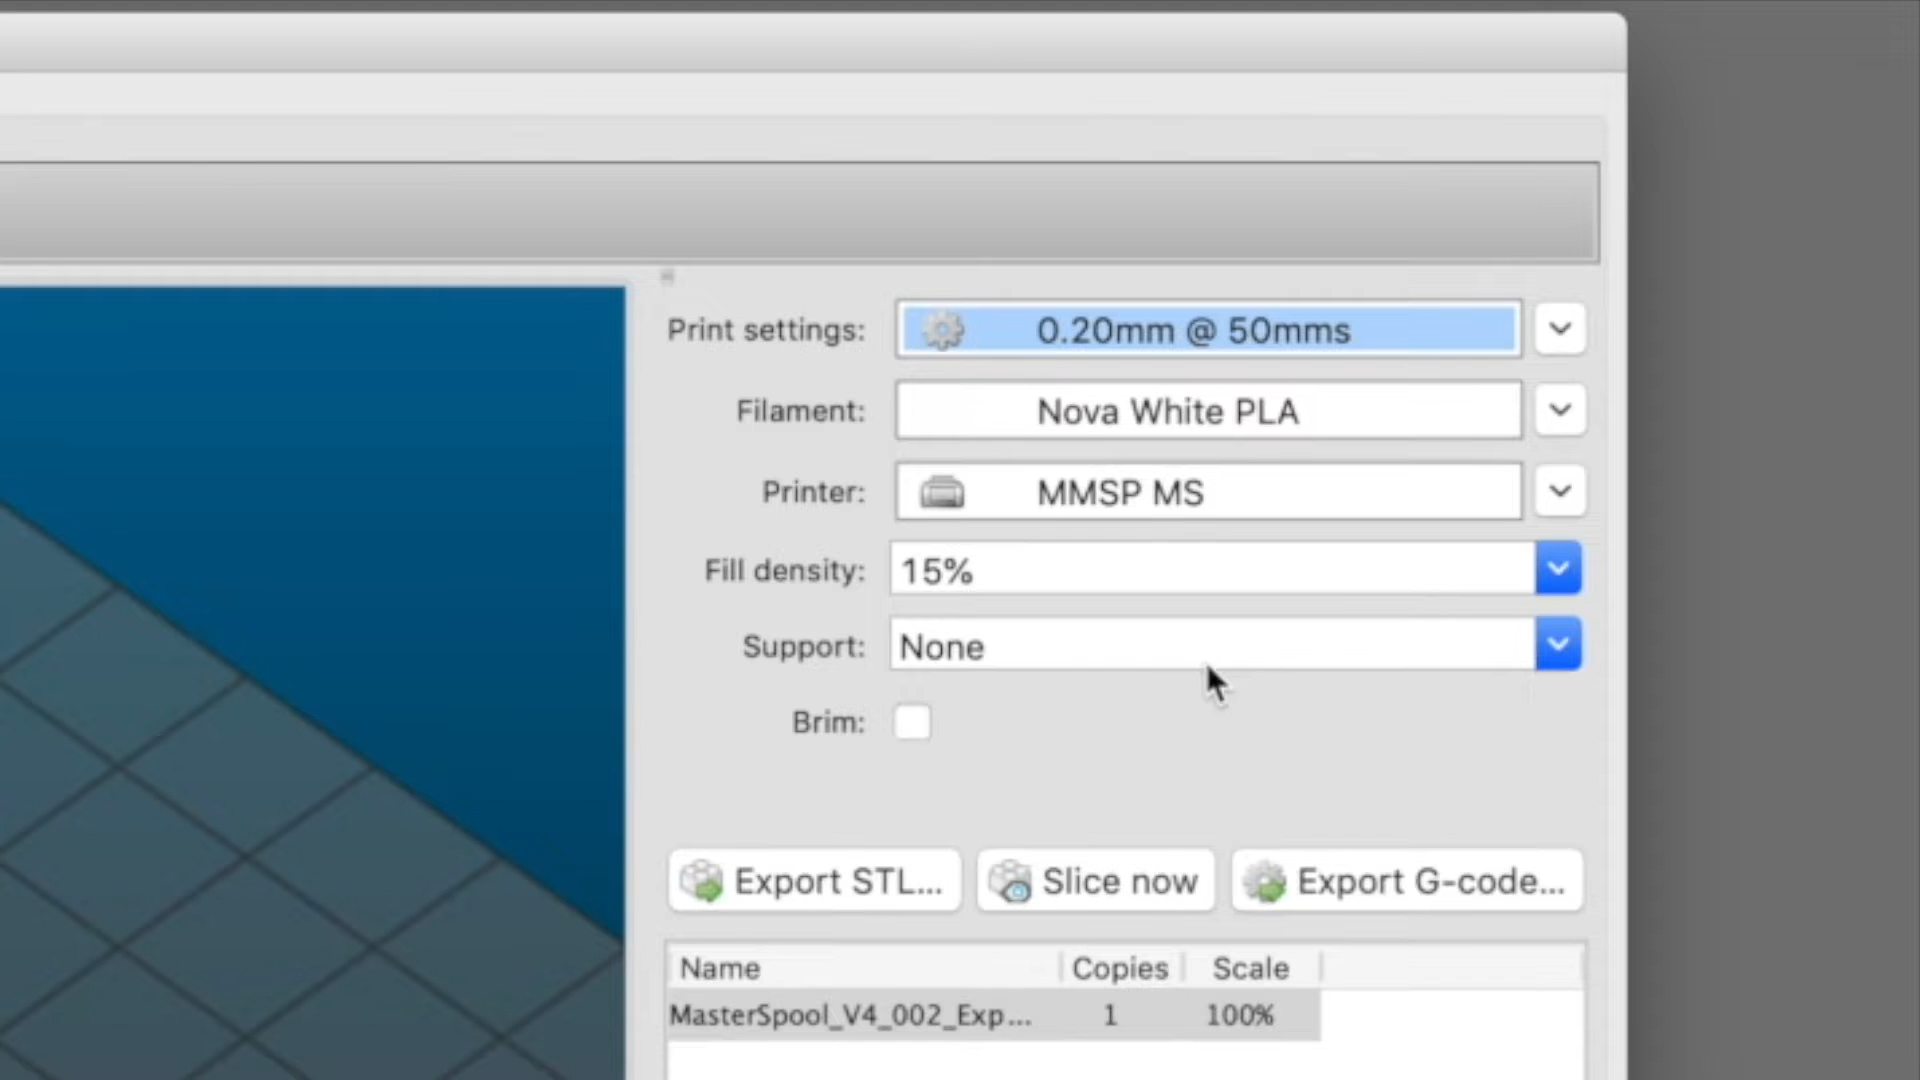 Print settings: 0.20mm @ 50mms
Filament: Nova White PLA
Printer: MMSP MS
Fill density: 15%
Support: None
Brim:
Export STL... Slice now Export G-code...
Name Copies Scale
MasterSpool_V4_002_Exp... 1 100%